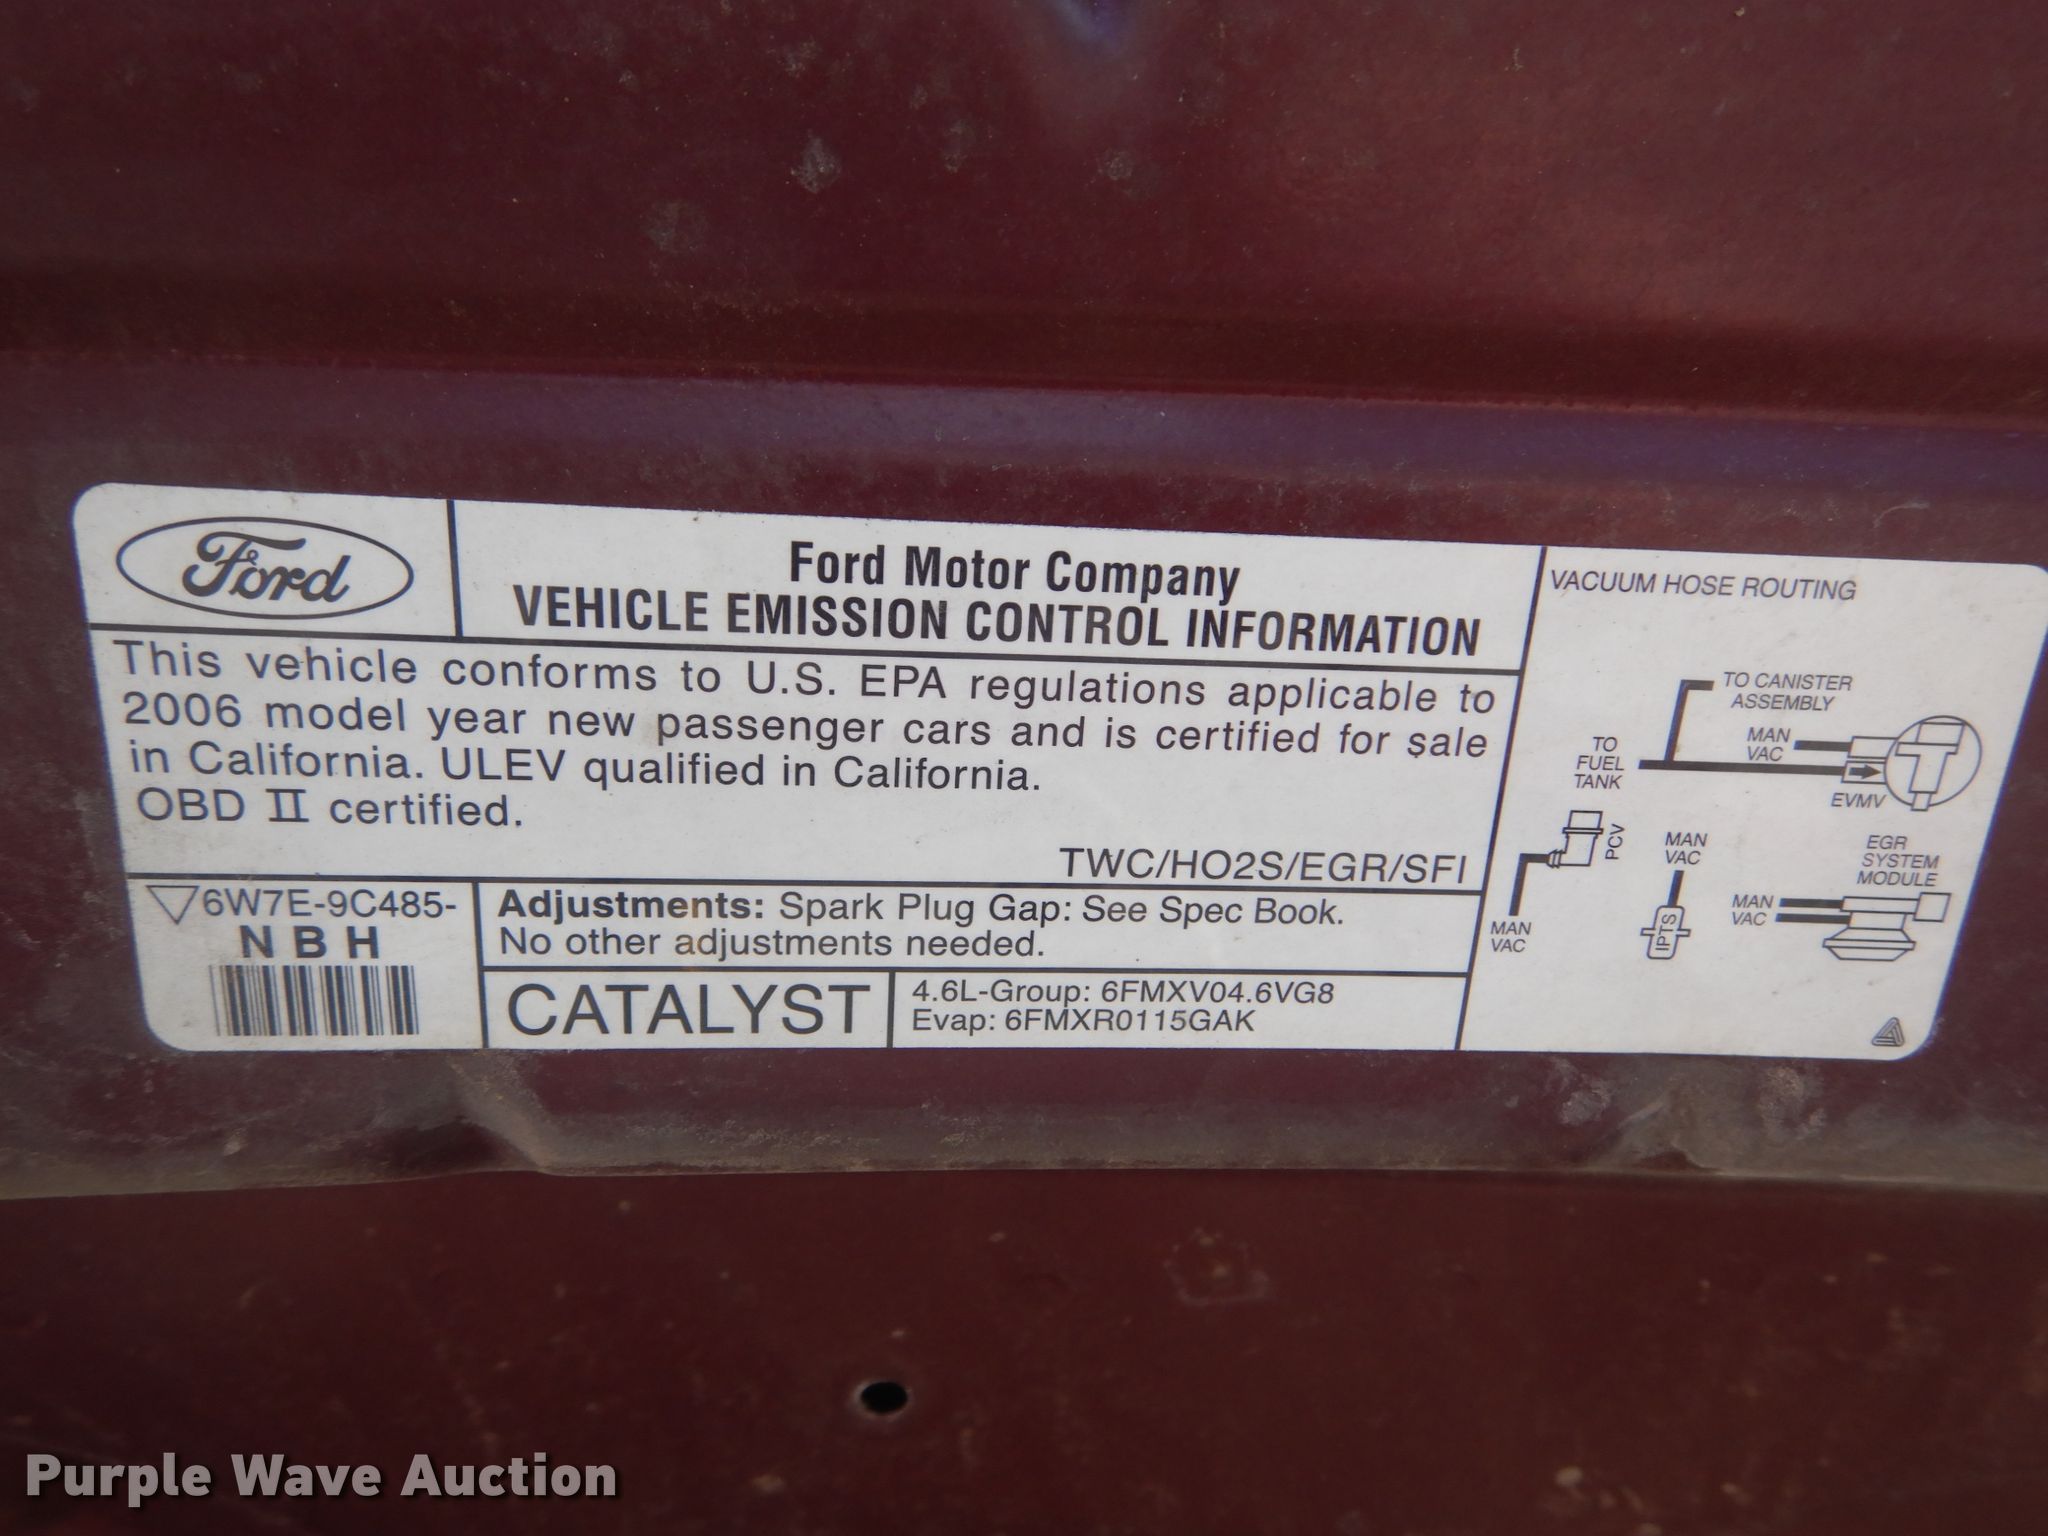 Ford
Ford Motor Company
VEHICLE EMISSION CONTROL INFORMATION
This vehicle conforms to U.S. EPA regulations applicable to
2006 model year new passenger cars and is certified for sale
in California. ULEV qualified in California.
OBD II certified.
TWC/HO2S/EGR/SFI
6W7E-9C485-
NBH
Adjustments: Spark Plug Gap: See Spec Book.
No other adjustments needed.
CATALYST
4.6L-Group: 6FMXV04.6VG8
Evap: 6FMXR0115GAK
VACUUM HOSE ROUTING
TO CANISTER
ASSEMBLY
MAN
VAC
TO
FUEL
TANK
EVMV
PCV
MAN
VAC
MAN
VAC
IPTS
EGR
SYSTEM
MODULE
MAN
VAC
Purple Wave Auction